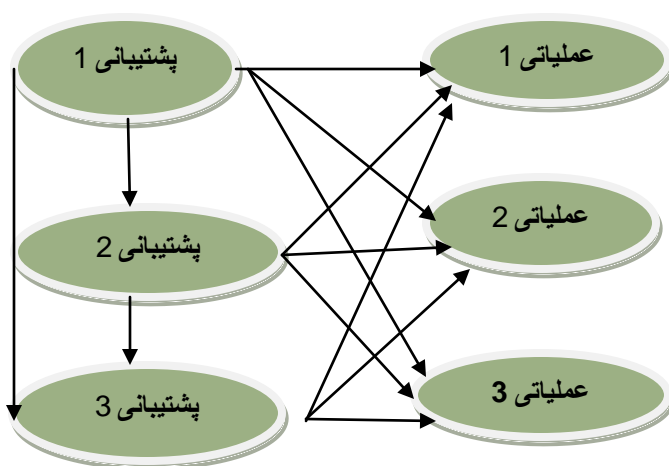 پشتیبانی 1
عملیاتی 1
پشتیبانی 2
عملیاتی 2
پشتیبانی 3
عملیاتی 3